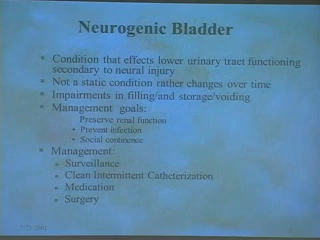 Neurogenic Bladder
Condition that effects lower urinary tract functioning
secondary to neural injury
Not a static condition rather changes over time
Impairments in filling/and storage/voiding
Management goals:
Preserve renal function
Prevent infection
Social continence
Management:
Surveillance
Clean Intermittent Catheterization
Medication
Surgery